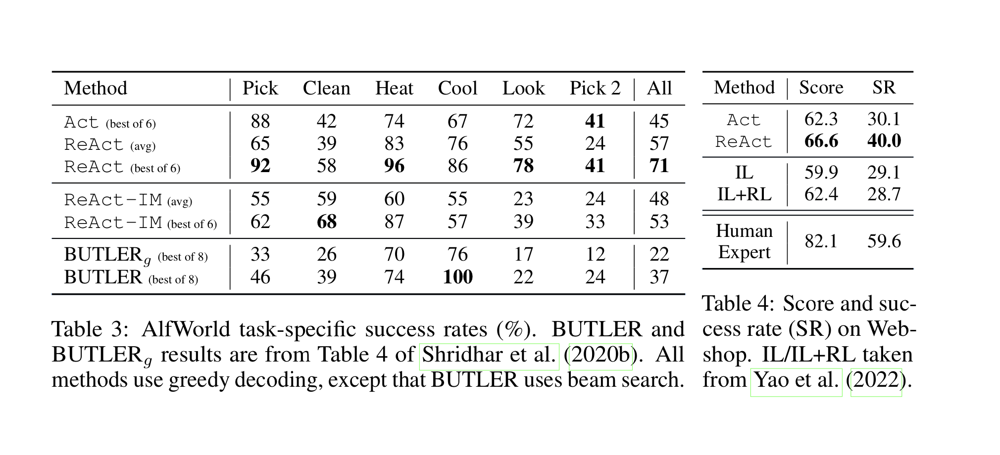 Method Pick Clean Heat Cool Look Pick 2 All
Act (best of 6) 88 42 74 67 72 41 45
ReAct (avg) 65 39 83 76 55 24 57
ReAct (best of 6) 92 58 96 86 78 41 71
ReAct-IM (avg) 55 59 60 55 23 24 48
ReAct-IM (best of 6) 62 68 87 57 39 33 53
BUTLERg (best of 8) 33 26 70 76 17 12 22
BUTLER (best of 8) 46 39 74 100 22 24 37
Table 3: AlfWorld task-specific success rates (%). BUTLER and
BUTLERg results are from Table 4 of Shridhar et al. (2020b). All
methods use greedy decoding, except that BUTLER uses beam search.
Method Score SR
Act 62.3 30.1
ReAct 66.6 40.0
IL 59.9 29.1
IL+RL 62.4 28.7
Human
Expert 82.1 59.6
Table 4: Score and suc-
cess rate (SR) on Web-
shop. IL/IL+RL taken
from Yao et al. (2022).